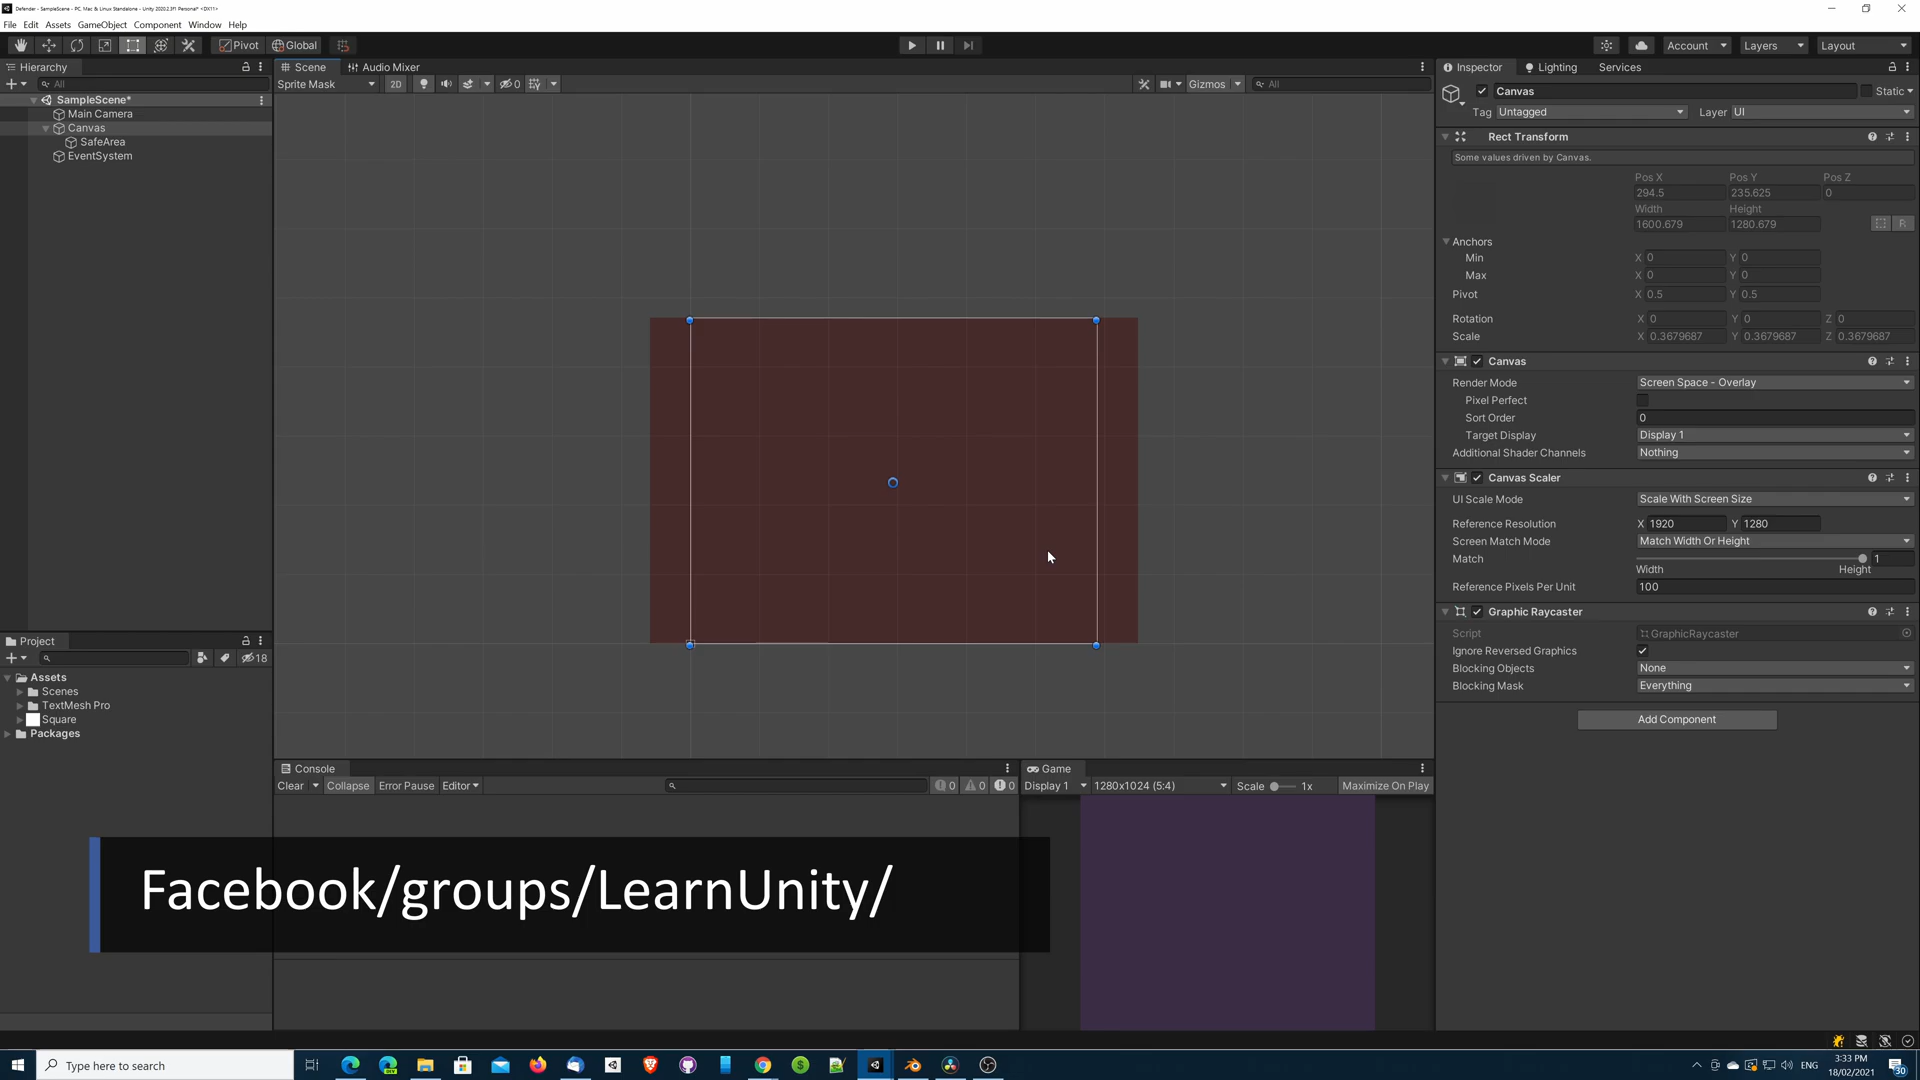 Defender - SampleScene - PC, Mac & Linux Standalone - Unity 2020.2.3f1 Personal* <DX11>
File Edit Assets GameObject Component Window Help
Pivot Global Account Layers Layout
Hierarchy
All
SampleScene*
Main Camera
Canvas
SafeArea
EventSystem
Scene Audio Mixer
Sprite Mask 2D 0 Gizmos All
Inspector Lighting Services
Canvas Static
Tag Untagged Layer UI
Rect Transform
Some values driven by Canvas.
Pos X Pos Y Pos Z
294.5 235.625 0
Width Height
1600.679 1280.679 R
Anchors
Min X 0 Y 0
Max X 0 Y 0
Pivot X 0.5 Y 0.5
Rotation X 0 Y 0 Z 0
Scale X 0.3679687 Y 0.3679687 Z 0.3679687
Canvas
Render Mode Screen Space - Overlay
Pixel Perfect
Sort Order 0
Target Display Display 1
Additional Shader Channels Nothing
Canvas Scaler
UI Scale Mode Scale With Screen Size
Reference Resolution X 1920 Y 1280
Screen Match Mode Match Width Or Height
Match 1
Width Height
Reference Pixels Per Unit 100
Graphic Raycaster
Script GraphicRaycaster
Ignore Reversed Graphics
Blocking Objects None
Blocking Mask Everything
Add Component
Project
18
Assets
Scenes
TextMesh Pro
Square
Packages
Console
Clear Collapse Error Pause Editor 0 0 0
Game
Display 1 1280x1024 (5:4) Scale 1x Maximize On Play
Facebook/groups/LearnUnity/
Type here to search
ENG
3:33 PM
18/02/2021
30